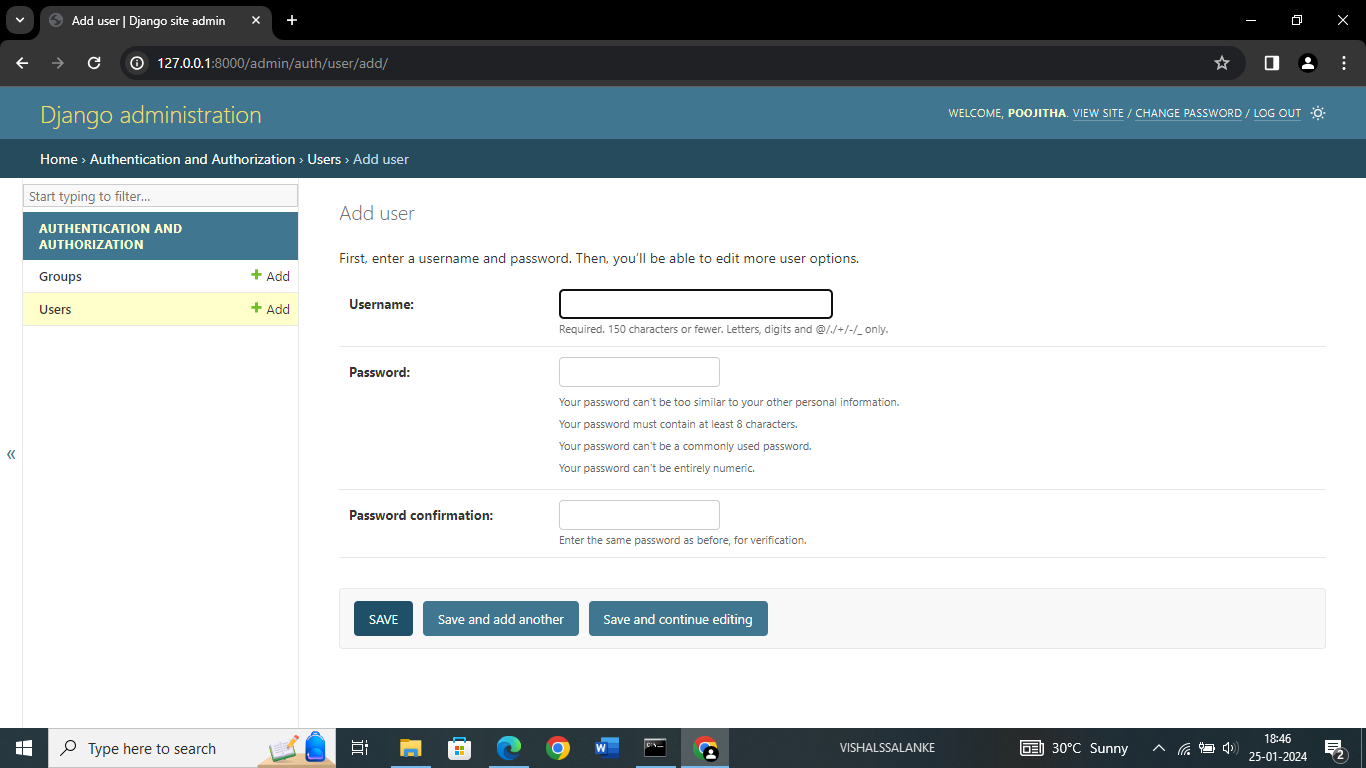 Add user | Django site admin
127.0.0.1:8000/admin/auth/user/add/
Django administration
WELCOME, POOJITHA. VIEW SITE / CHANGE PASSWORD / LOG OUT
Home › Authentication and Authorization › Users › Add user
Start typing to filter...
AUTHENTICATION AND
AUTHORIZATION
Groups + Add
Users + Add
«
Add user
First, enter a username and password. Then, you’ll be able to edit more user options.
Username:
Required. 150 characters or fewer. Letters, digits and @/./+/-/_ only.
Password:
Your password can’t be too similar to your other personal information.
Your password must contain at least 8 characters.
Your password can’t be a commonly used password.
Your password can’t be entirely numeric.
Password confirmation:
Enter the same password as before, for verification.
SAVE
Save and add another
Save and continue editing
Type here to search
VISHALSSALANKE
30°C Sunny
18:46
25-01-2024
2